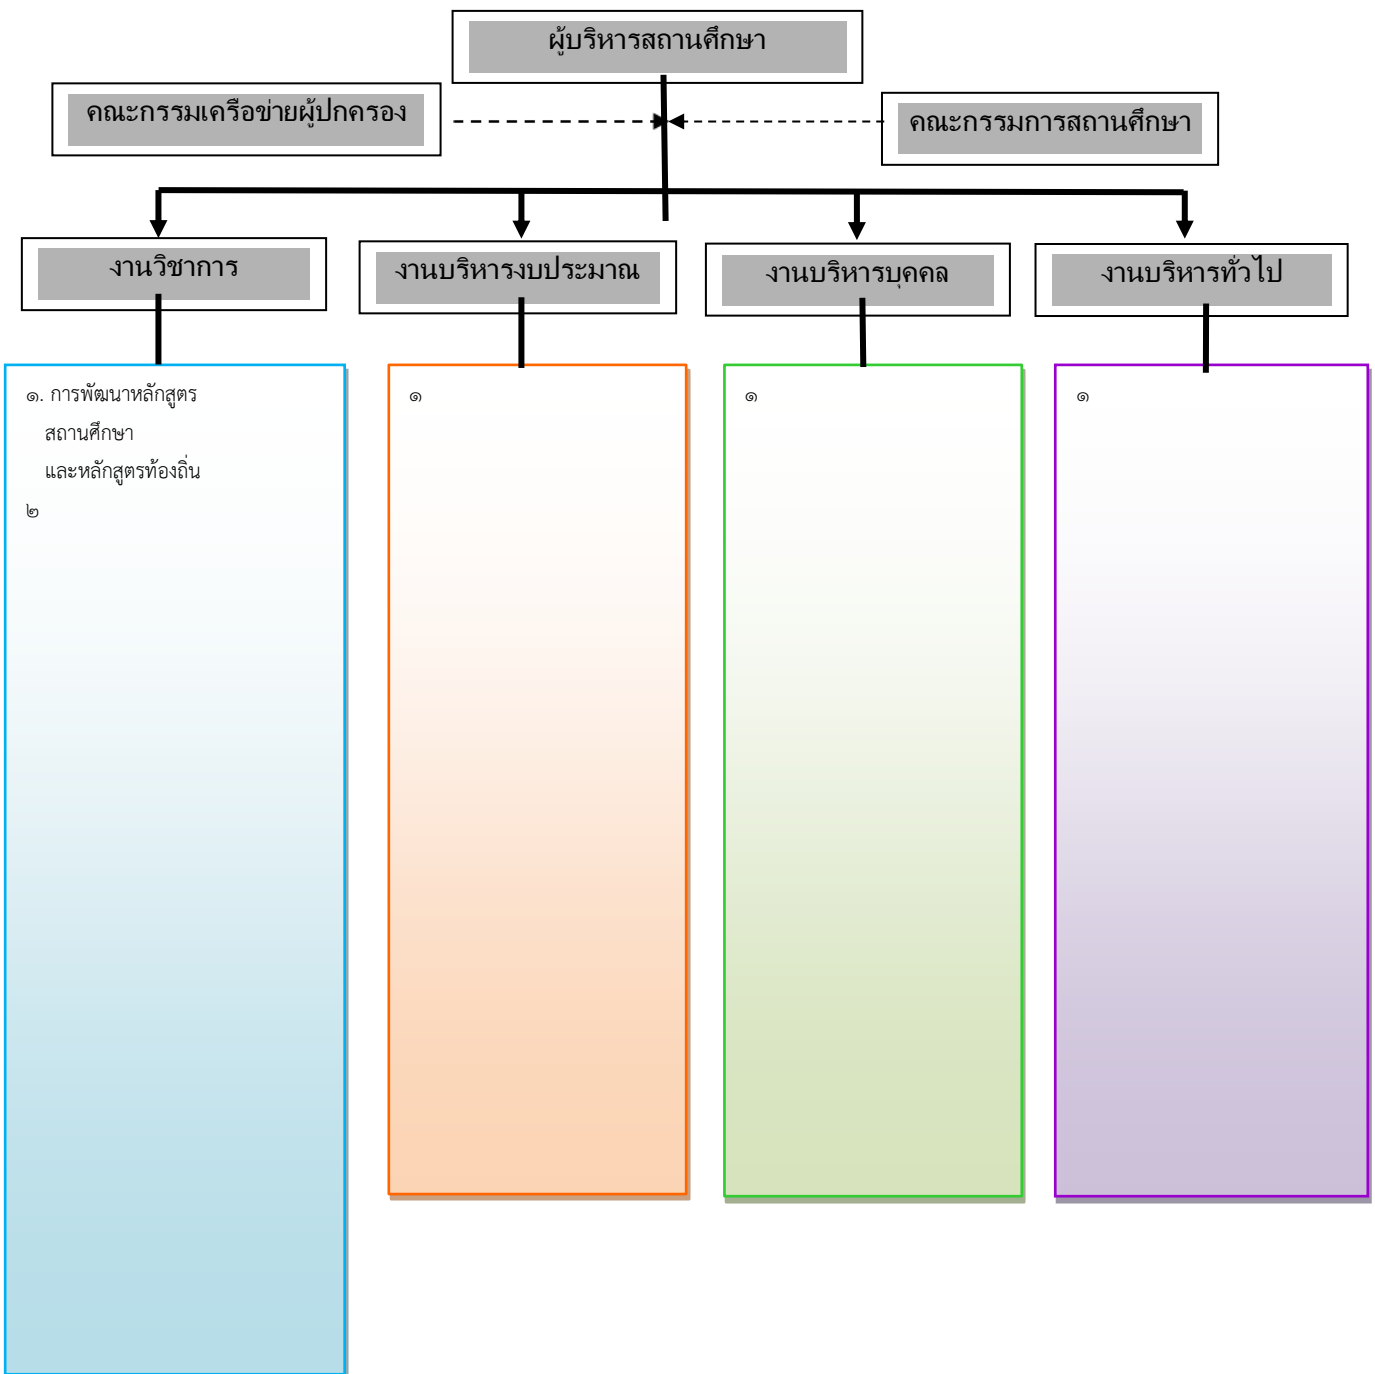 ผู้บริหารสถานศึกษา
คณะกรรมเครือข่ายผู้ปกครอง
คณะกรรมการสถานศึกษา
งานวิชาการ
งานบริหารงบประมาณ
งานบริหารบุคคล
งานบริหารทั่วไป
๑. การพัฒนาหลักสูตร
สถานศึกษา
และหลักสูตรท้องถิ่น
๒
๑
๑
๑